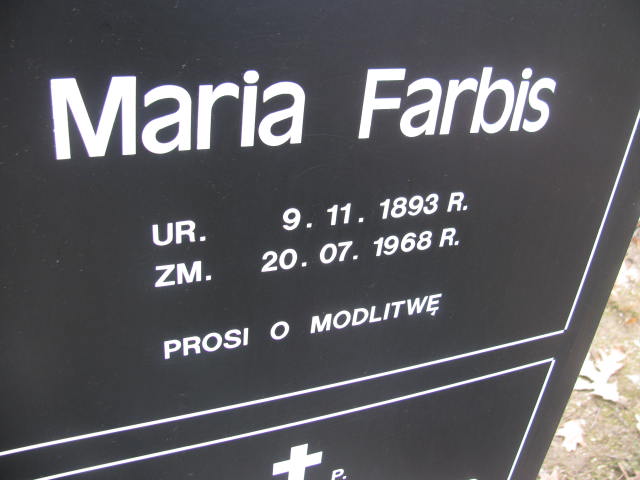 Maria Farbis
UR. 9. 11. 1893 R.
ZM. 20. 07. 1968 R.
PROSI O MODLITWĘ
P.